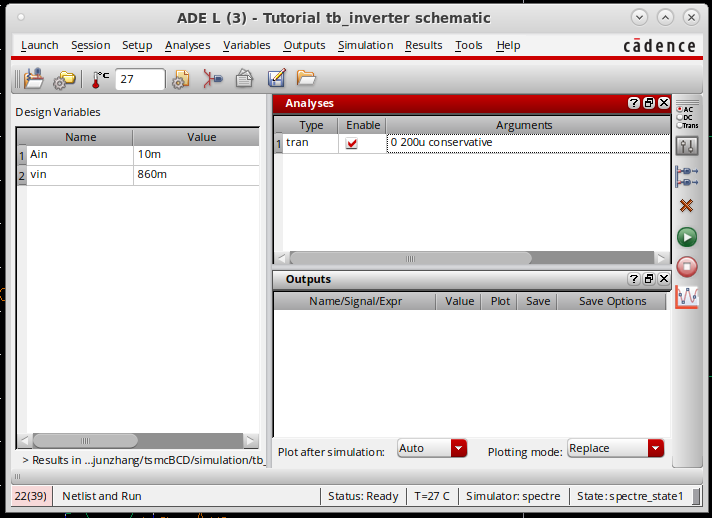 ADE L (3) - Tutorial tb_inverter schematic
Launch Session Setup Analyses Variables Outputs Simulation Results Tools Help
cādence
°C 27
Design Variables
Name Value
1 Ain 10m
2 vin 860m
> Results in ...junzhang/tsmcBCD/simulation/tb_
Analyses
Type Enable Arguments
1 tran 0 200u conservative
Outputs
Name/Signal/Expr Value Plot Save Save Options
Plot after simulation: Auto Plotting mode: Replace
AC
DC
Trans
22(39) Netlist and Run Status: Ready T=27 C Simulator: spectre State: spectre_state1